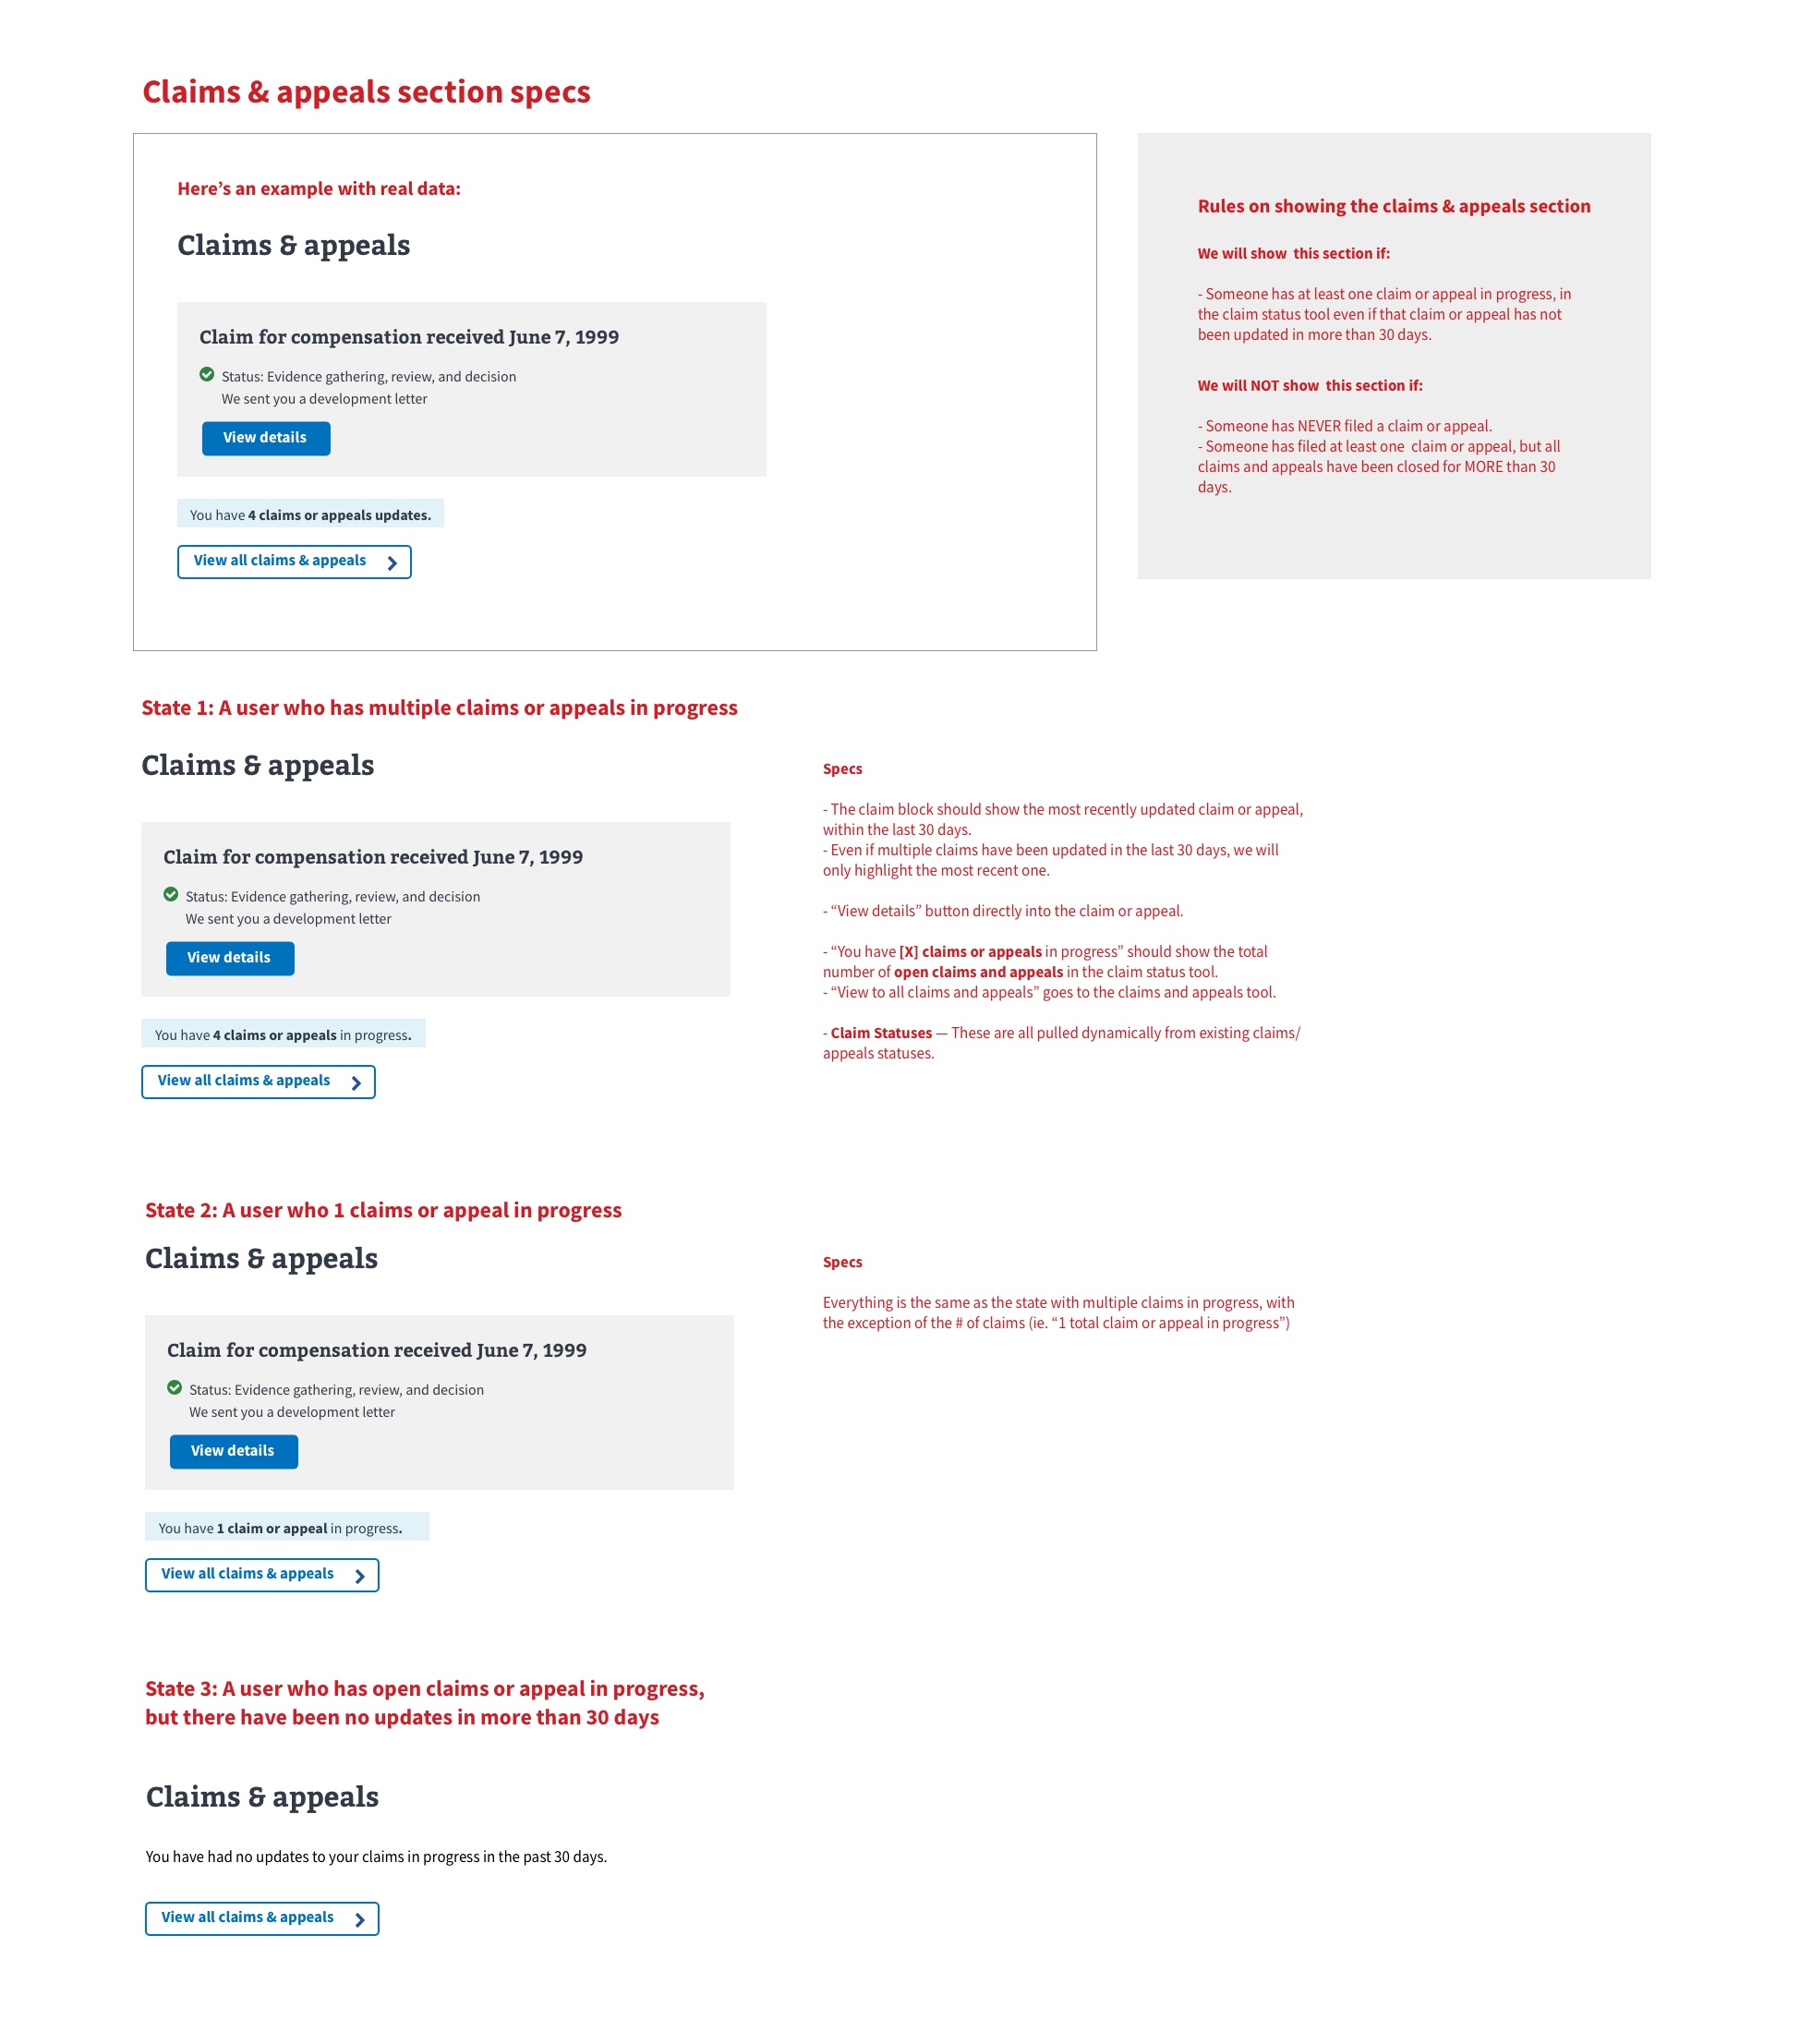 Claims & appeals section specs
Here’s an example with real data:
Claims & appeals
Claim for compensation received June 7, 1999
Status: Evidence gathering, review, and decision
We sent you a development letter
View details
You have 4 claims or appeals updates.
View all claims & appeals
Rules on showing the claims & appeals section
We will show  this section if:
- Someone has at least one claim or appeal in progress, in
the claim status tool even if that claim or appeal has not
been updated in more than 30 days.
We will NOT show  this section if:
- Someone has NEVER filed a claim or appeal.
- Someone has filed at least one  claim or appeal, but all
claims and appeals have been closed for MORE than 30
days.
State 1: A user who has multiple claims or appeals in progress
Claims & appeals
Claim for compensation received June 7, 1999
Status: Evidence gathering, review, and decision
We sent you a development letter
View details
You have 4 claims or appeals in progress.
View all claims & appeals
Specs
- The claim block should show the most recently updated claim or appeal,
within the last 30 days.
- Even if multiple claims have been updated in the last 30 days, we will
only highlight the most recent one.
- “View details” button directly into the claim or appeal.
- “You have [X] claims or appeals in progress” should show the total
number of open claims and appeals in the claim status tool.
- “View to all claims and appeals” goes to the claims and appeals tool.
- Claim Statuses — These are all pulled dynamically from existing claims/
appeals statuses.
State 2: A user who 1 claims or appeal in progress
Claims & appeals
Claim for compensation received June 7, 1999
Status: Evidence gathering, review, and decision
We sent you a development letter
View details
You have 1 claim or appeal in progress.
View all claims & appeals
Specs
Everything is the same as the state with multiple claims in progress, with
the exception of the # of claims (ie. “1 total claim or appeal in progress”)
State 3: A user who has open claims or appeal in progress,
but there have been no updates in more than 30 days
Claims & appeals
You have had no updates to your claims in progress in the past 30 days.
View all claims & appeals